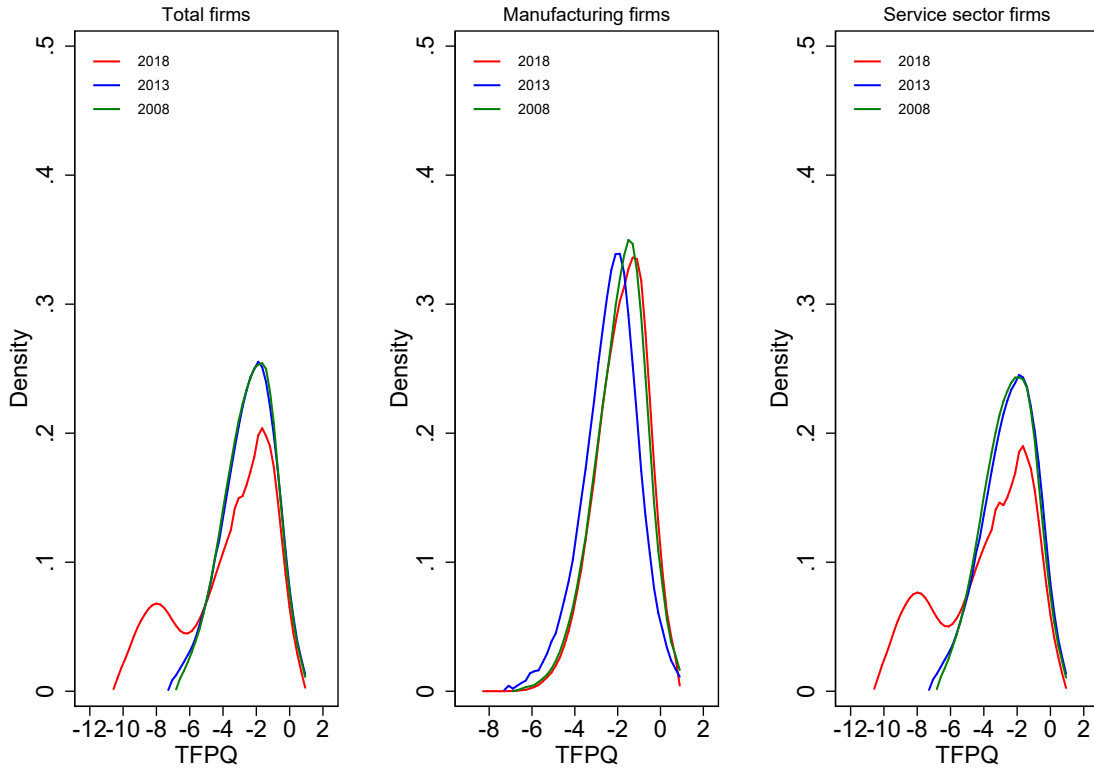 Total firms
2018
2013
2008
Density
0
.1
.2
.3
.4
.5
-12 -10 -8 -6 -4 -2 0 2
TFPQ
Manufacturing firms
2018
2013
2008
Density
0
.1
.2
.3
.4
.5
-8 -6 -4 -2 0 2
TFPQ
Service sector firms
2018
2013
2008
Density
0
.1
.2
.3
.4
.5
-12 -10 -8 -6 -4 -2 0 2
TFPQ